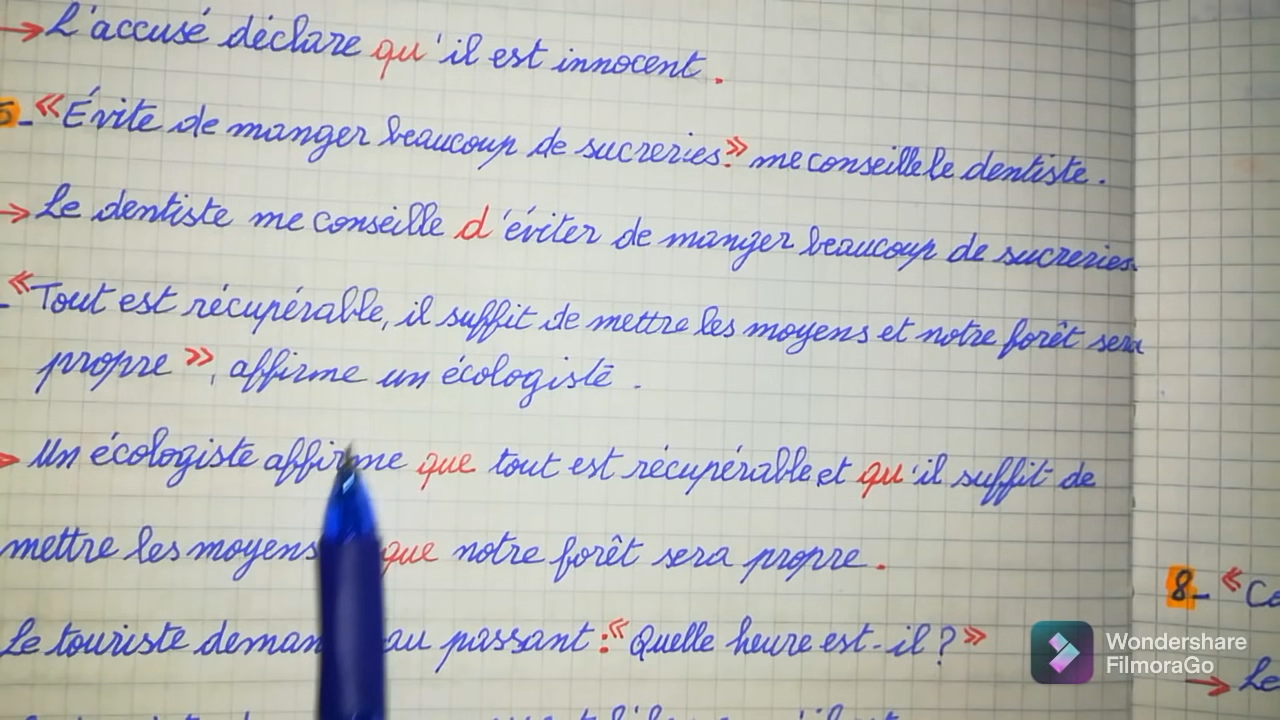 → L'accusé déclare qu'il est innocent.
5- «Évite de manger beaucoup de sucreries.» me conseille le dentiste.
→ Le dentiste me conseille d'éviter de manger beaucoup de sucreries.
- «Tout est récupérable, il suffit de mettre les moyens et notre forêt sera
propre», affirme un écologiste.
→ Un écologiste affirme que tout est récupérable et qu'il suffit de
mettre les moyens que notre forêt sera propre.
Le touriste deman au passant : «Quelle heure est-il ?»
8- «Ce
→ Le
Wondershare
FilmoraGo